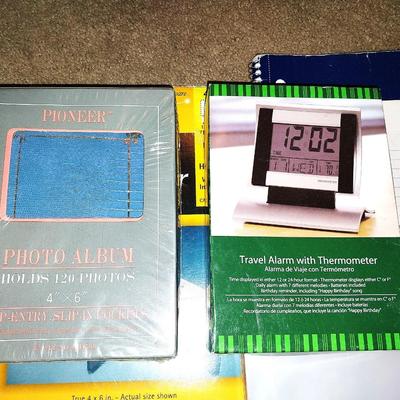 PIONEER
PHOTO ALBUM
HOLDS 120 PHOTOS
4" × 6"
12:02
WED
Travel Alarm with Thermometer
Alarma de Viaje con Termómetro
Time displayed in either 12 or 24 hour format • Thermometer displays either C° or F°
Daily alarm with 7 different melodies • Batteries included
Birthday reminder, including "Happy Birthday" song
La hora se muestra en formato de 12 ó 24 horas • La temperatura se muestra en C° o F°
Alarma diaria con 7 melodías diferentes • Incluye baterías
Recordatorio de cumpleaños, que incluye la canción "Happy Birthday"
True 4 x 6 in. - Actual size shown